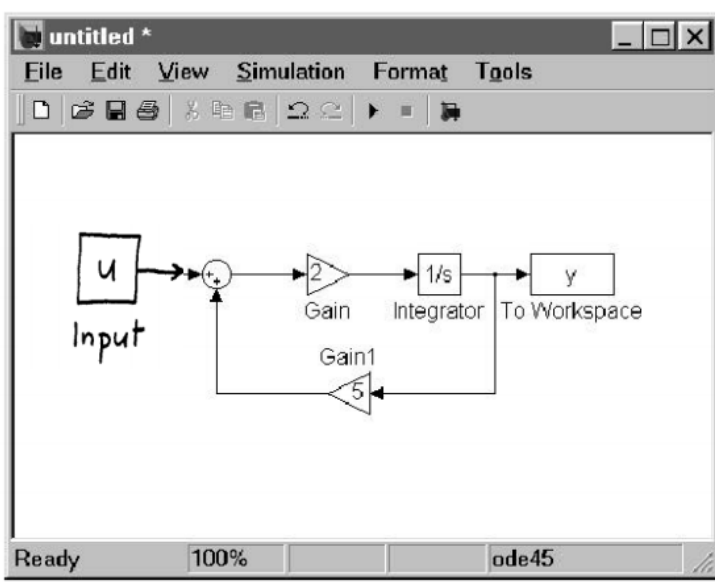 untitled *
File Edit View Simulation Format Tools
u
Input
+
+
2
Gain
1/s
Integrator
y
To Workspace
Gain1
5
Ready 100% ode45